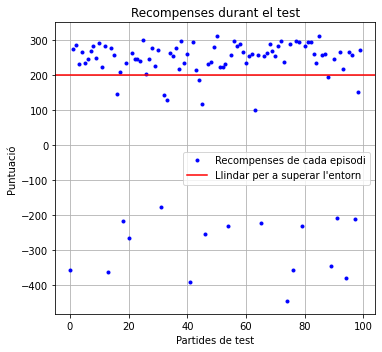 Recompenses durant el test
Puntuació
300
200
100
0
−100
−200
−300
−400
Recompenses de cada episodi
Llindar per a superar l'entorn
0
20
40
60
80
100
Partides de test